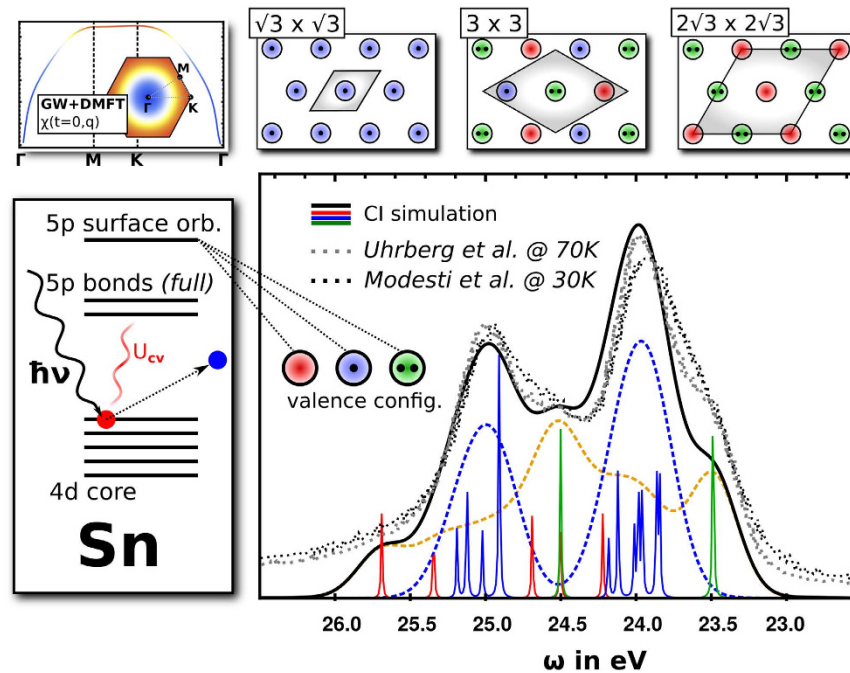 √3 x √3
3 x 3
2√3 x 2√3
GW+DMFT
χ(t=0,q)
M
Γ
K
Γ
M
K
Γ
5p surface orb.
5p bonds (full)
ħν
Ucv
4d core
Sn
CI simulation
Uhrberg et al. @ 70K
Modesti et al. @ 30K
valence config.
26.0
25.5
25.0
24.5
24.0
23.5
23.0
ω in eV